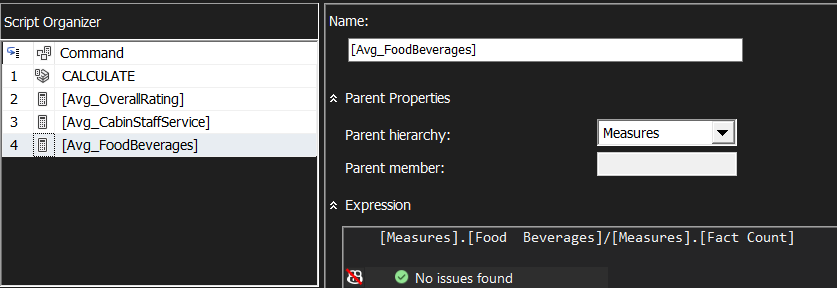 Script Organizer
Command
1 CALCULATE
2 [Avg_OverallRating]
3 [Avg_CabinStaffService]
4 [Avg_FoodBeverages]
Name:
[Avg_FoodBeverages]
Parent Properties
Parent hierarchy:
Measures
Parent member:
Expression
[Measures].[Food  Beverages]/[Measures].[Fact Count]
No issues found